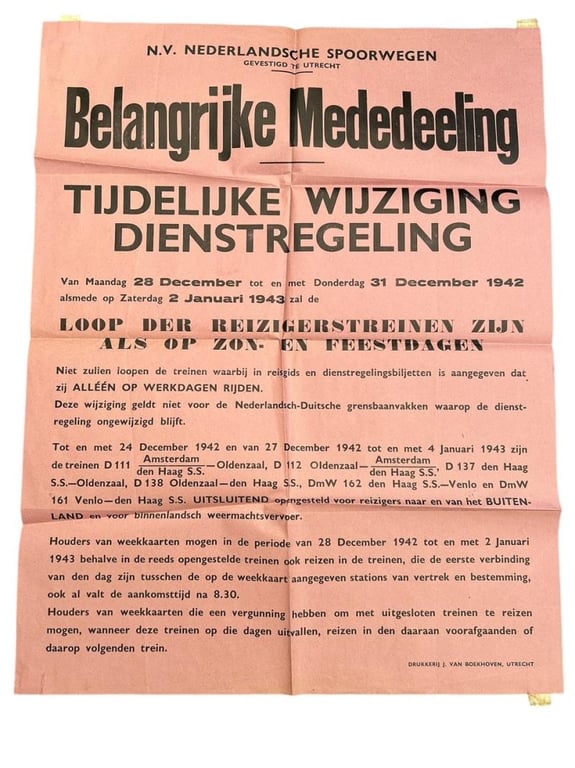 N.V. NEDERLANDSCHE SPOORWEGEN
GEVESTIGD TE UTRECHT
Belangrijke Mededeeling
TIJDELIJKE WIJZIGING
DIENSTREGELING
Van Maandag 28 December tot en met Donderdag 31 December 1942
alsmede op Zaterdag 2 Januari 1943 zal de
LOOP DER REIZIGERSTREINEN ZIJN
ALS OP ZON- EN FEESTDAGEN
Niet zullen loopen de treinen waarbij in reisgids en dienstregelingsbiljetten is aangegeven dat
zij ALLÉÉN OP WERKDAGEN RIJDEN.
Deze wijziging geldt niet voor de Nederlandsch-Duitsche grensbaanvakken waarop de dienst-
regeling ongewijzigd blijft.
Tot en met 24 December 1942 en van 27 December 1942 tot en met 4 Januari 1943 zijn
de treinen D 111 Amsterdam/den Haag S.S.—Oldenzaal, D 112 Oldenzaal—Amsterdam/den Haag S.S., D 137 den Haag
S.S.—Oldenzaal, D 138 Oldenzaal—den Haag S.S., DmW 162 den Haag S.S.—Venlo en DmW
161 Venlo—den Haag S.S. UITSLUITEND opengesteld voor reizigers naar en van het BUITEN-
LAND en voor binnenlandsch weermachtsvervoer.
Houders van weekkaarten mogen in de periode van 28 December 1942 tot en met 2 Januari
1943 behalve in de reeds opengestelde treinen ook reizen in de treinen, die de eerste verbinding
van den dag zijn tusschen de op de weekkaart aangegeven stations van vertrek en bestemming,
ook al valt de aankomsttijd na 8.30.
Houders van weekkaarten die een vergunning hebben om met uitgesloten treinen te reizen
mogen, wanneer deze treinen op die dagen uitvallen, reizen in den daaraan voorafgaanden of
daarop volgenden trein.
DRUKKERIJ J. VAN BOEKHOVEN, UTRECHT